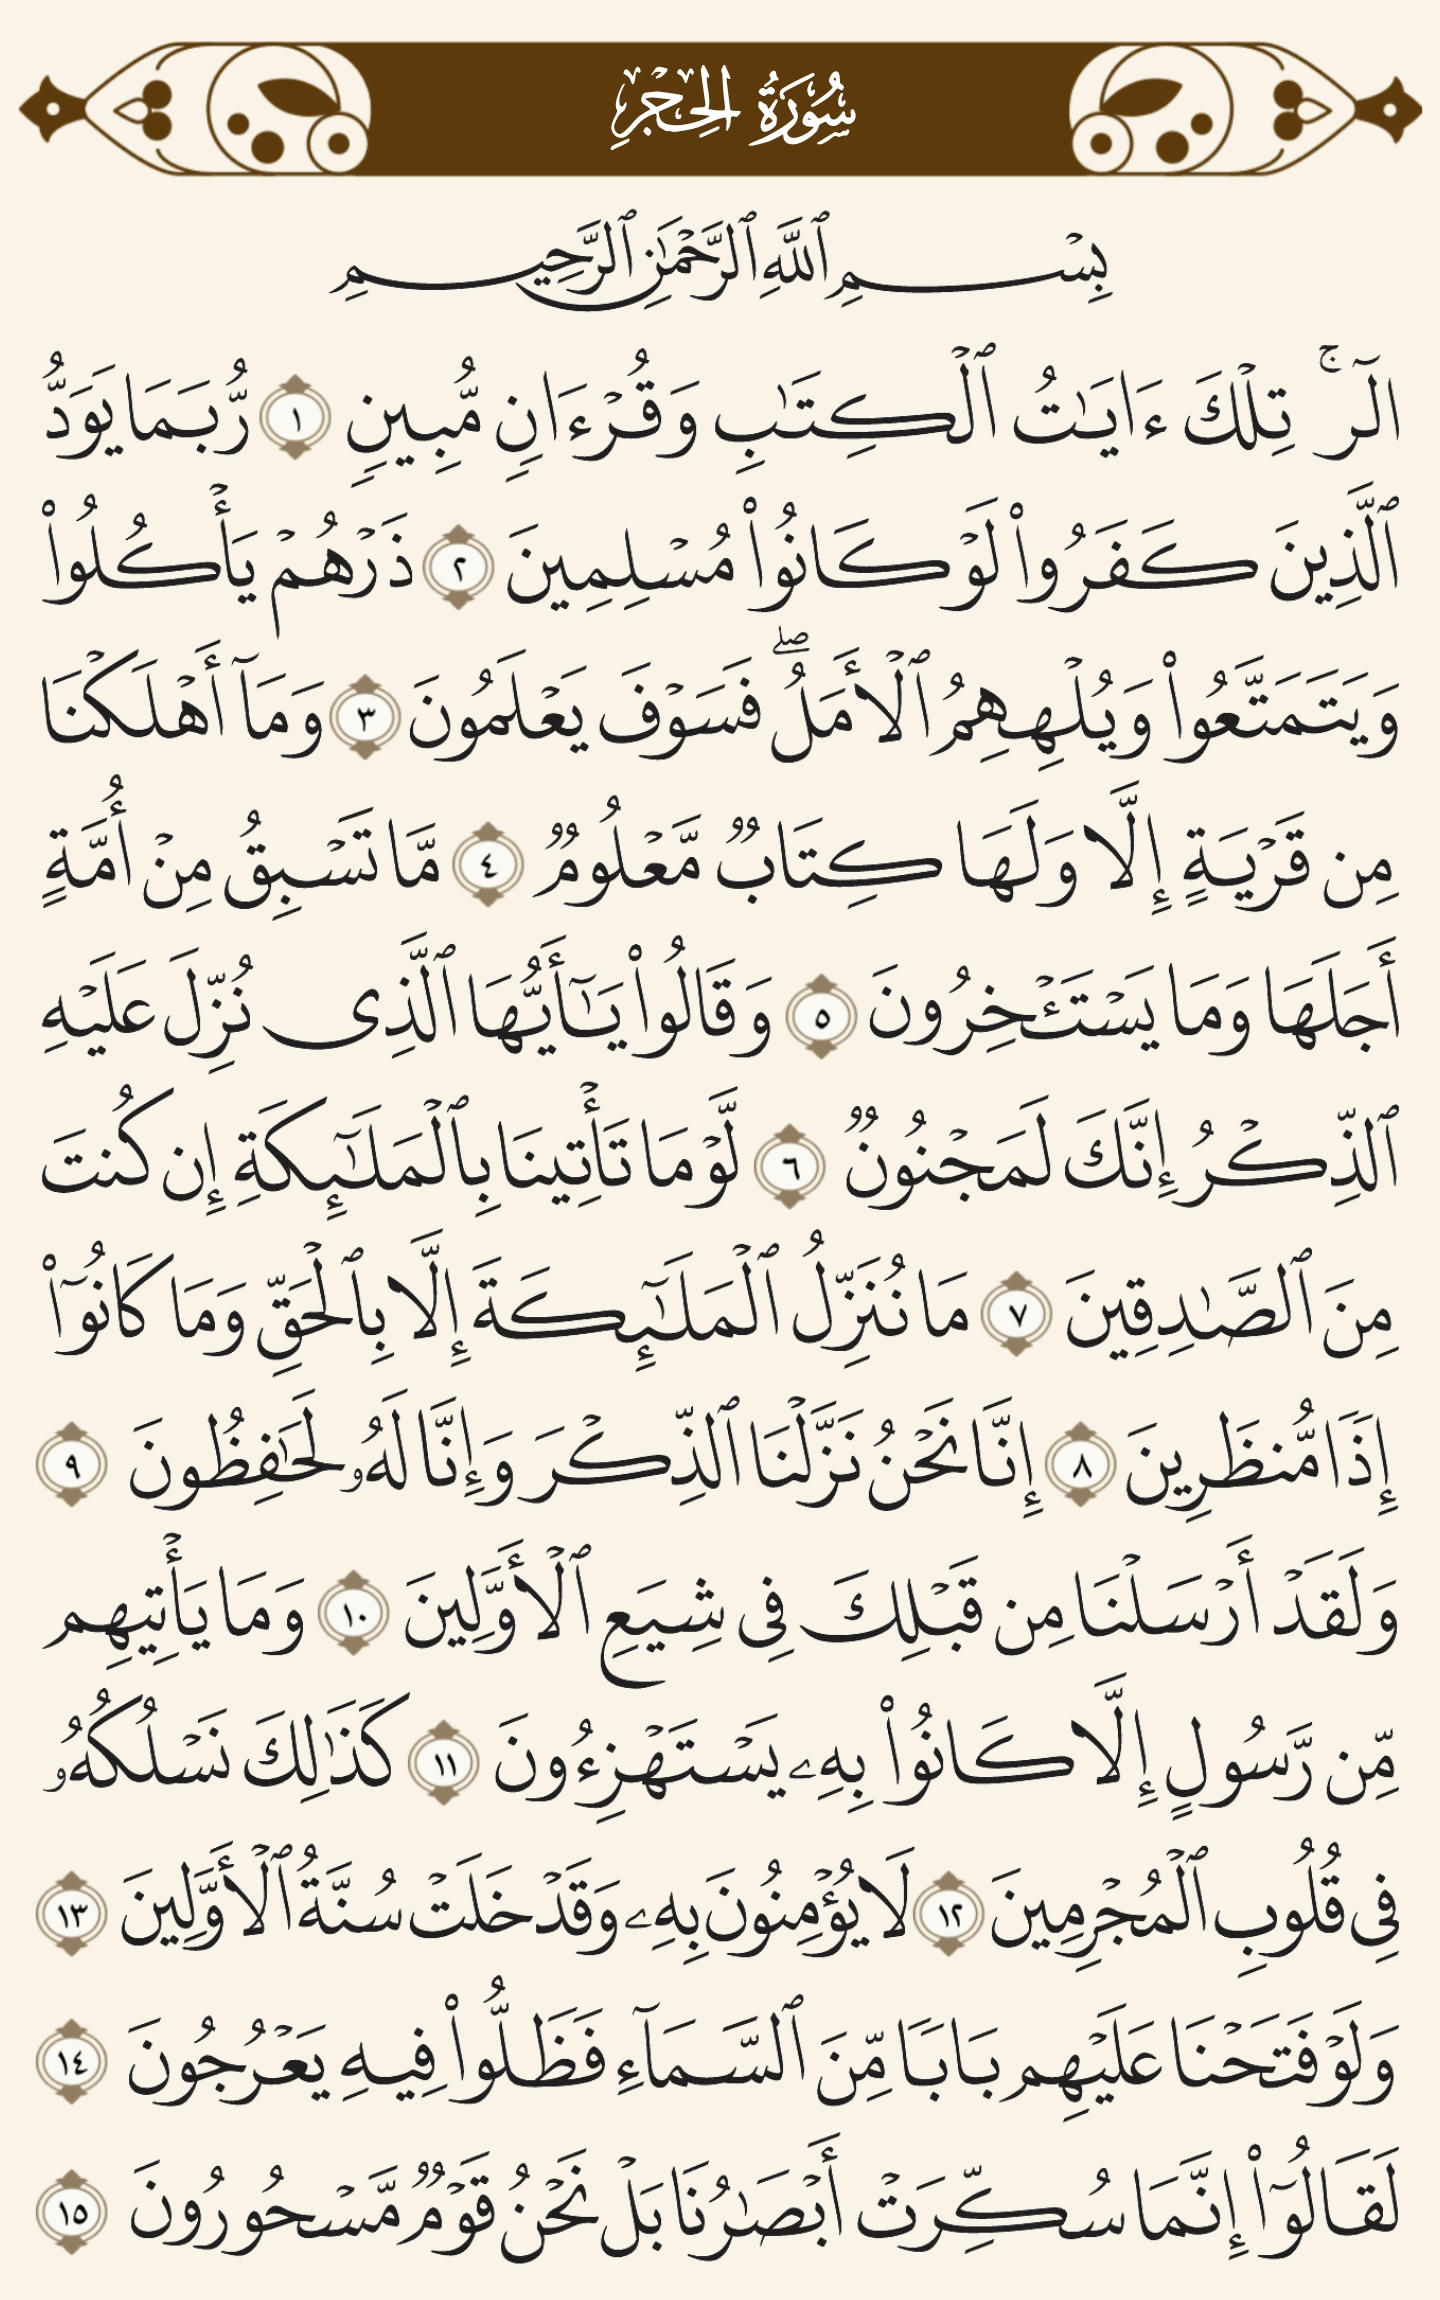 سُورَةُ الحِجْرِ
بِسْمِ ٱللَّهِ ٱلرَّحْمَٰنِ ٱلرَّحِيمِ
الٓرۚ تِلْكَ ءَايَٰتُ ٱلْكِتَٰبِ وَقُرْءَانٍ مُّبِينٍ ١ رُّبَمَا يَوَدُّ
ٱلَّذِينَ كَفَرُوا۟ لَوْ كَانُوا۟ مُسْلِمِينَ ٢ ذَرْهُمْ يَأْكُلُوا۟
وَيَتَمَتَّعُوا۟ وَيُلْهِهِمُ ٱلْأَمَلُۖ فَسَوْفَ يَعْلَمُونَ ٣ وَمَآ أَهْلَكْنَا
مِن قَرْيَةٍ إِلَّا وَلَهَا كِتَابٌ مَّعْلُومٌ ٤ مَّا تَسْبِقُ مِنْ أُمَّةٍ
أَجَلَهَا وَمَا يَسْتَـْٔخِرُونَ ٥ وَقَالُوا۟ يَٰٓأَيُّهَا ٱلَّذِى نُزِّلَ عَلَيْهِ
ٱلذِّكْرُ إِنَّكَ لَمَجْنُونٌ ٦ لَّوْ مَا تَأْتِينَا بِٱلْمَلَٰٓئِكَةِ إِن كُنتَ
مِنَ ٱلصَّٰدِقِينَ ٧ مَا نُنَزِّلُ ٱلْمَلَٰٓئِكَةَ إِلَّا بِٱلْحَقِّ وَمَا كَانُوٓا۟
إِذًا مُّنظَرِينَ ٨ إِنَّا نَحْنُ نَزَّلْنَا ٱلذِّكْرَ وَإِنَّا لَهُۥ لَحَٰفِظُونَ ٩
وَلَقَدْ أَرْسَلْنَا مِن قَبْلِكَ فِى شِيَعِ ٱلْأَوَّلِينَ ١٠ وَمَا يَأْتِيهِم
مِّن رَّسُولٍ إِلَّا كَانُوا۟ بِهِۦ يَسْتَهْزِءُونَ ١١ كَذَٰلِكَ نَسْلُكُهُۥ
فِى قُلُوبِ ٱلْمُجْرِمِينَ ١٢ لَا يُؤْمِنُونَ بِهِۦ وَقَدْ خَلَتْ سُنَّةُ ٱلْأَوَّلِينَ ١٣
وَلَوْ فَتَحْنَا عَلَيْهِم بَابًا مِّنَ ٱلسَّمَآءِ فَظَلُّوا۟ فِيهِ يَعْرُجُونَ ١٤
لَقَالُوٓا۟ إِنَّمَا سُكِّرَتْ أَبْصَٰرُنَا بَلْ نَحْنُ قَوْمٌ مَّسْحُورُونَ ١٥